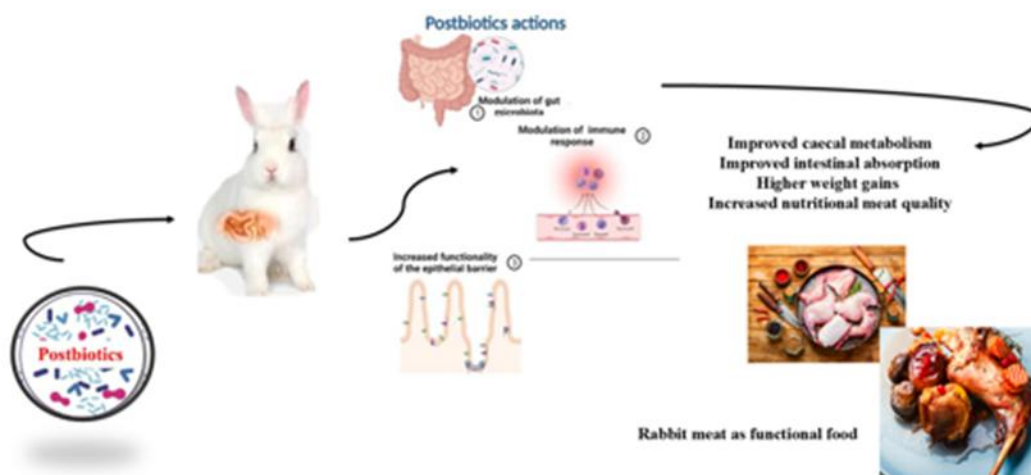 Postbiotics actions
Modulation of gut
microbiota
1
Modulation of immune
response
2
Increased functionality
of the epithelial barrier
3
Postbiotics
Improved caecal metabolism
Improved intestinal absorption
Higher weight gains
Increased nutritional meat quality
Rabbit meat as functional food